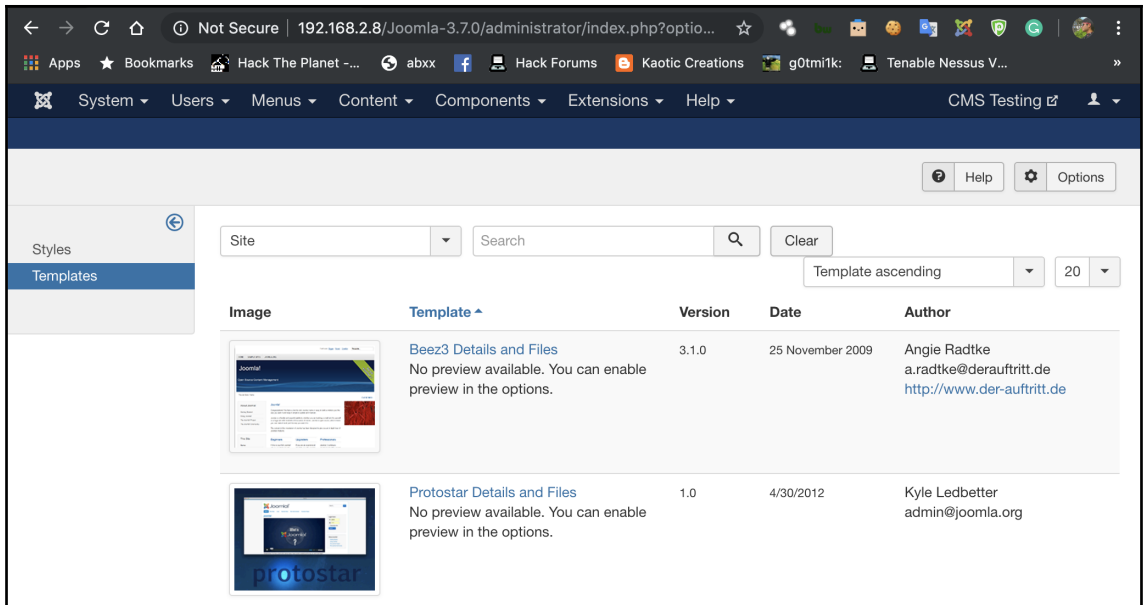 Not Secure | 192.168.2.8/Joomla-3.7.0/administrator/index.php?optio...
Apps Bookmarks Hack The Planet -... abxx Hack Forums Kaotic Creations g0tmi1k: Tenable Nessus V... »
System Users Menus Content Components Extensions Help CMS Testing
Help Options
Styles
Templates
Site Search Clear
Template ascending 20
Image Template Version Date Author
Beez3 Details and Files 3.1.0 25 November 2009 Angie Radtke
No preview available. You can enable a.radtke@derauftritt.de
preview in the options. http://www.der-auftritt.de
Joomla!
Protostar Details and Files 1.0 4/30/2012 Kyle Ledbetter
No preview available. You can enable admin@joomla.org
preview in the options.
Joomla!
protostar